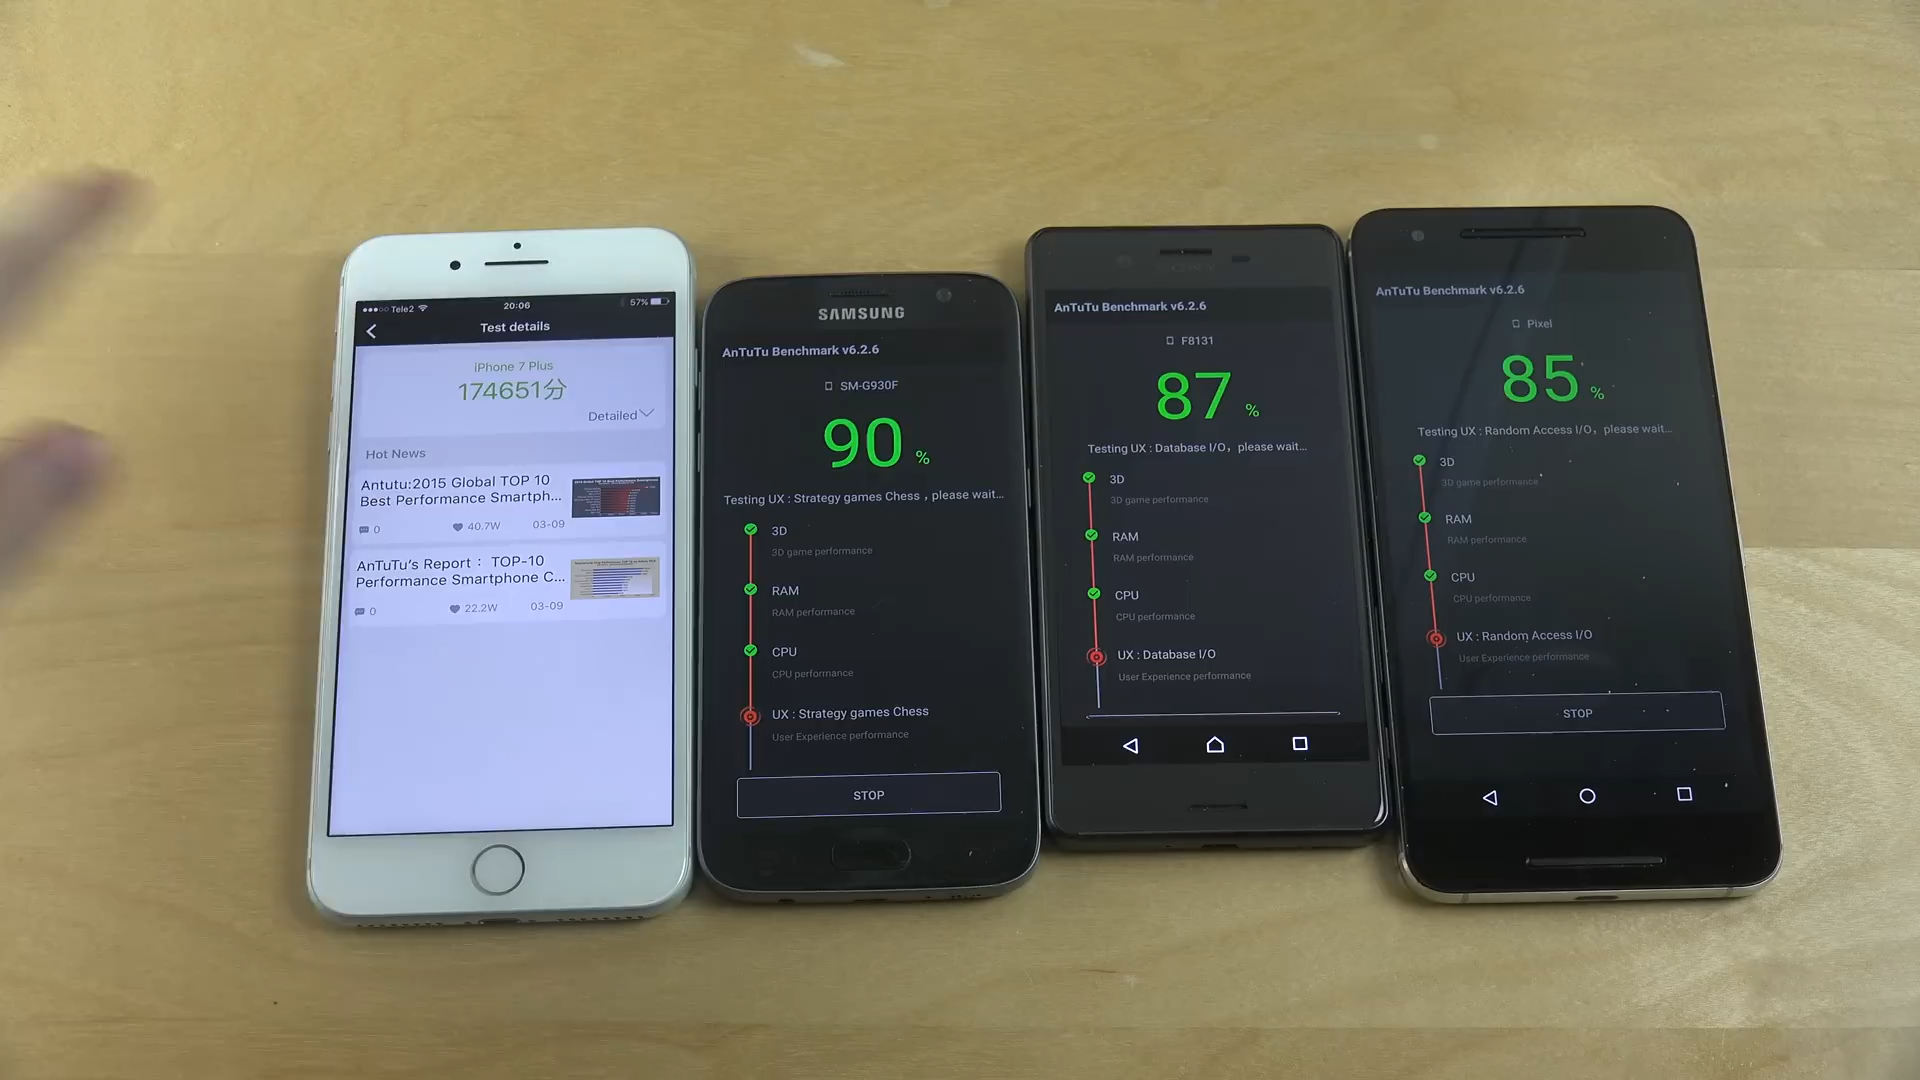 Tele2
20:06
57%
Test details
iPhone 7 Plus
174651分
Detailed
Hot News
Antutu:2015 Global TOP 10
Best Performance Smartph...
0
40.7W
03-09
AnTuTu's Report： TOP-10
Performance Smartphone C...
0
22.2W
03-09
SAMSUNG
AnTuTu Benchmark v6.2.6
SM-G930F
90 %
Testing UX : Strategy games Chess , please wait...
3D
3D game performance
RAM
RAM performance
CPU
CPU performance
UX : Strategy games Chess
User Experience performance
STOP
SONY
AnTuTu Benchmark v6.2.6
F8131
87 %
Testing UX : Database I/O, please wait...
3D
3D game performance
RAM
RAM performance
CPU
CPU performance
UX : Database I/O
User Experience performance
AnTuTu Benchmark v6.2.6
Pixel
85 %
Testing UX : Random Access I/O, please wait...
3D
3D game performance
RAM
RAM performance
CPU
CPU performance
UX : Random Access I/O
User Experience performance
STOP